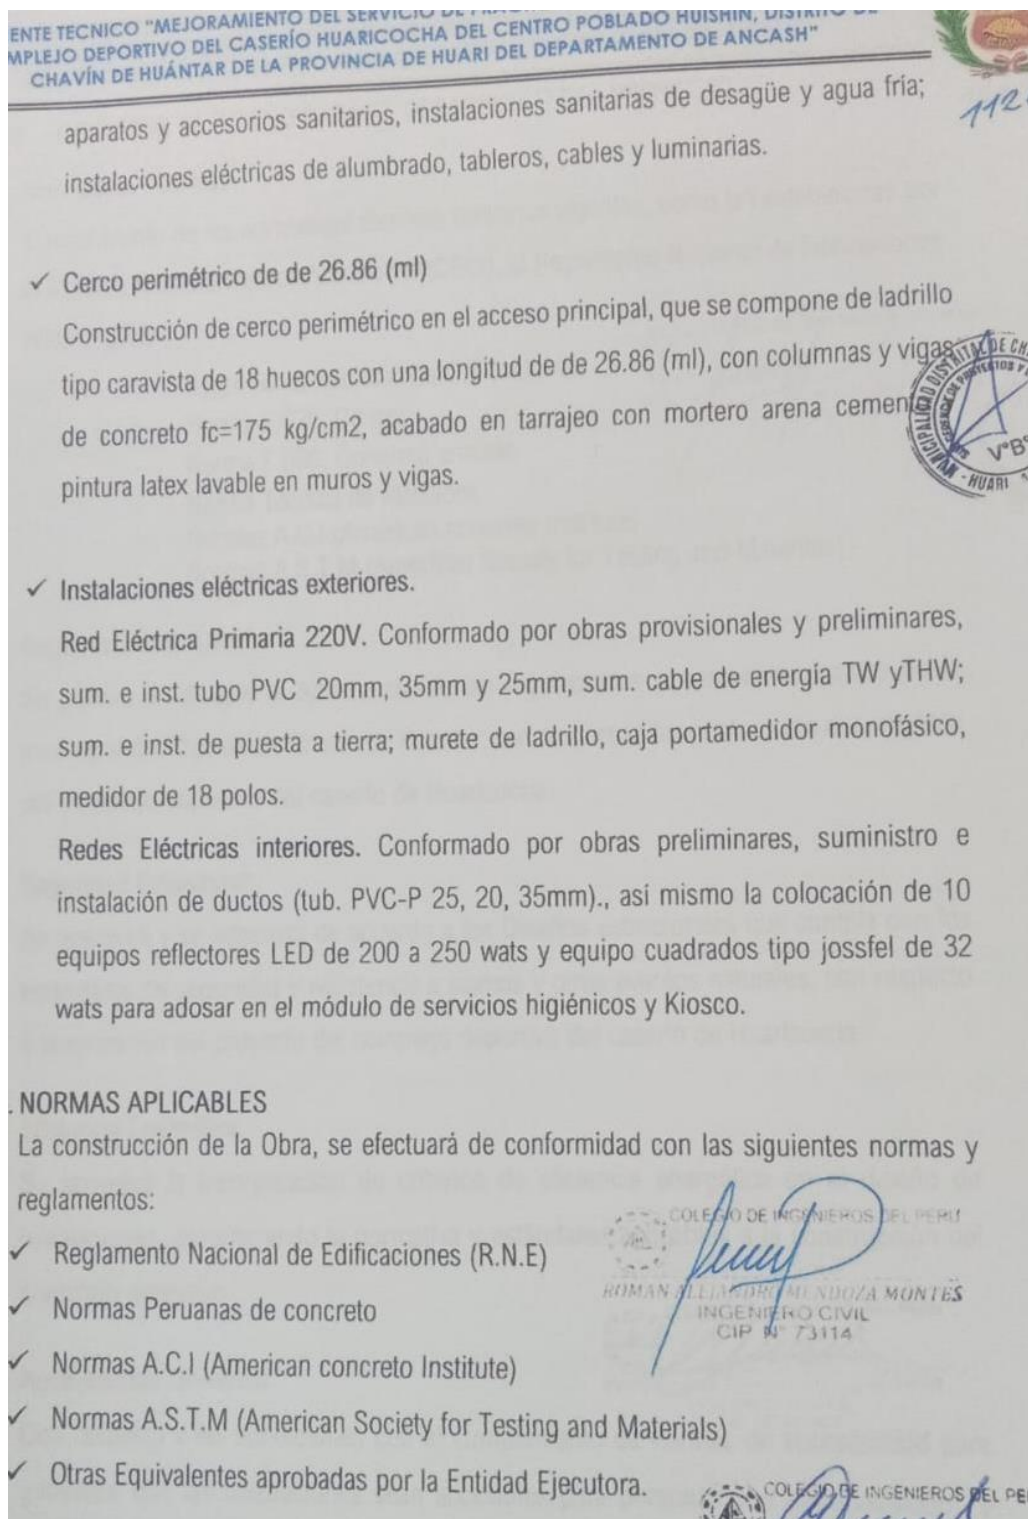 ENTE TECNICO "MEJORAMIENTO DEL SERVICIO DE
MPLEJO DEPORTIVO DEL CASERÍO HUARICOCHA DEL CENTRO POBLADO HUISHIN, DISTRITO DE
CHAVÍN DE HUÁNTAR DE LA PROVINCIA DE HUARI DEL DEPARTAMENTO DE ANCASH"
112
aparatos y accesorios sanitarios, instalaciones sanitarias de desagüe y agua fría;
instalaciones eléctricas de alumbrado, tableros, cables y luminarias.
✓ Cerco perimétrico de de 26.86 (ml)
Construcción de cerco perimétrico en el acceso principal, que se compone de ladrillo
tipo caravista de 18 huecos con una longitud de de 26.86 (ml), con columnas y vigas
de concreto fc=175 kg/cm2, acabado en tarrajeo con mortero arena cement
pintura latex lavable en muros y vigas.
MUNICIPALIDAD DISTRITAL DE CH
V°B°
- HUARI
✓ Instalaciones eléctricas exteriores.
Red Eléctrica Primaria 220V. Conformado por obras provisionales y preliminares,
sum. e inst. tubo PVC 20mm, 35mm y 25mm, sum. cable de energía TW yTHW;
sum. e inst. de puesta a tierra; murete de ladrillo, caja portamedidor monofásico,
medidor de 18 polos.
Redes Eléctricas interiores. Conformado por obras preliminares, suministro e
instalación de ductos (tub. PVC-P 25, 20, 35mm)., así mismo la colocación de 10
equipos reflectores LED de 200 a 250 wats y equipo cuadrados tipo jossfel de 32
wats para adosar en el módulo de servicios higiénicos y Kiosco.
. NORMAS APLICABLES
La construcción de la Obra, se efectuará de conformidad con las siguientes normas y
reglamentos:
✓ Reglamento Nacional de Edificaciones (R.N.E)
✓ Normas Peruanas de concreto
✓ Normas A.C.I (American concreto Institute)
✓ Normas A.S.T.M (American Society for Testing and Materials)
✓ Otras Equivalentes aprobadas por la Entidad Ejecutora.
COLEGIO DE INGENIEROS DEL PERU
ROMAN ALEJANDRO MENDOZA MONTES
INGENIERO CIVIL
CIP N° 73114
COLEGIO DE INGENIEROS DEL PE